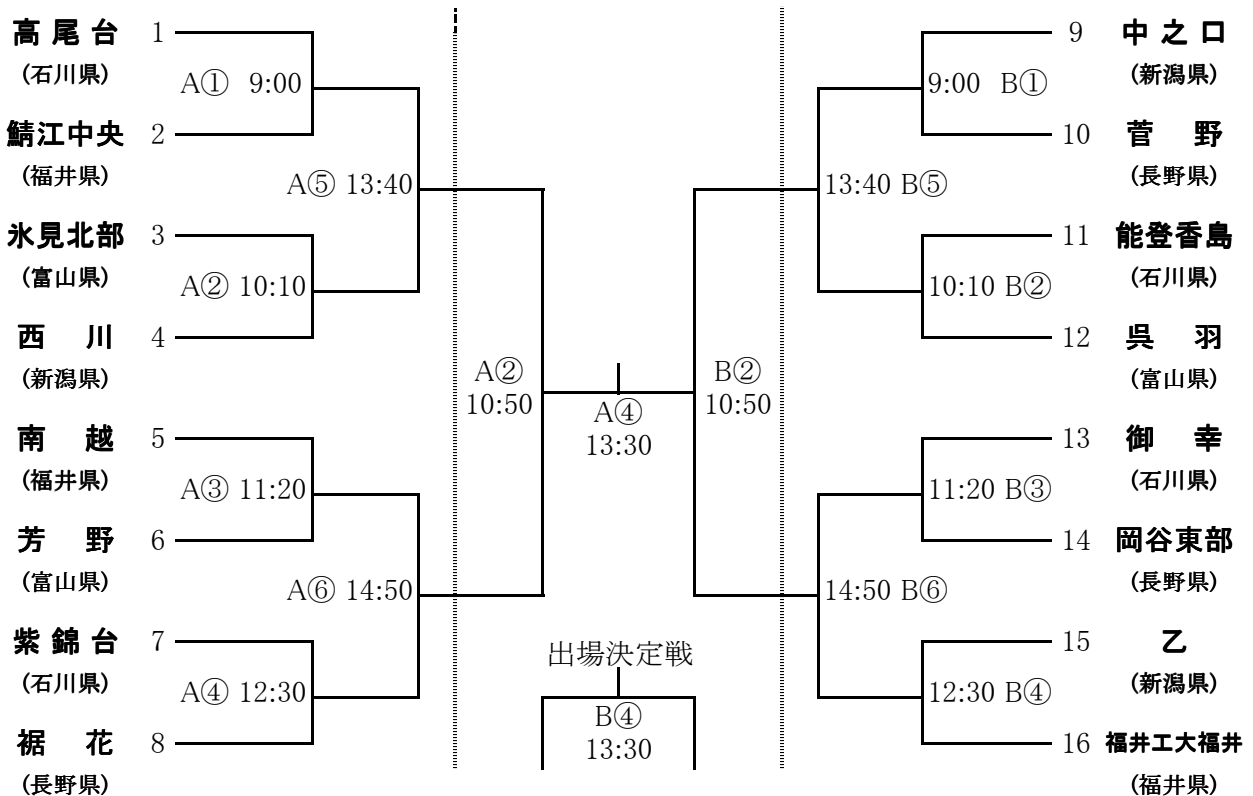 高尾台 1
(石川県)
A① 9:00
鯖江中央 2
(福井県)
A⑤ 13:40
氷見北部 3
(富山県)
A② 10:10
西川 4
(新潟県)
南越 5
(福井県)
A③ 11:20
芳野 6
(富山県)
A⑥ 14:50
紫錦台 7
(石川県)
A④ 12:30
裾花 8
(長野県)
A②
10:50
A④
13:30
B②
10:50
出場決定戦
B④
13:30
9 中之口
(新潟県)
9:00 B①
10 菅野
(長野県)
13:40 B⑤
11 能登香島
(石川県)
10:10 B②
12 呉羽
(富山県)
13 御幸
(石川県)
11:20 B③
14 岡谷東部
(長野県)
14:50 B⑥
15 乙
(新潟県)
12:30 B④
16 福井工大福井
(福井県)